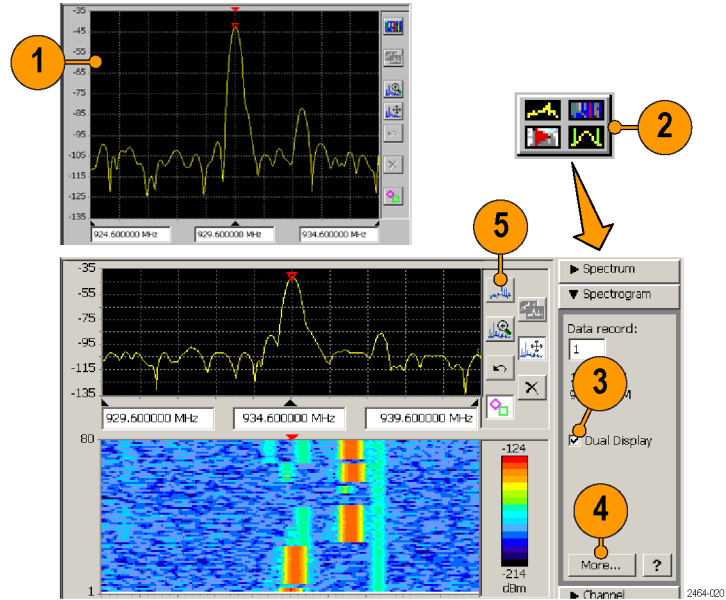 -35
-45
-55
-65
-75
-85
-95
-105
-115
-125
-135
924.600000 MHz
929.600000 MHz
934.600000 MHz
1
2
5
-35
-55
-75
-95
-115
-135
929.600000 MHz
934.600000 MHz
939.600000 MHz
80
1
-124
-214
dBm
Spectrum
Spectrogram
Data record:
1
3
Dual Display
4
More...
?
Channel
2464-020